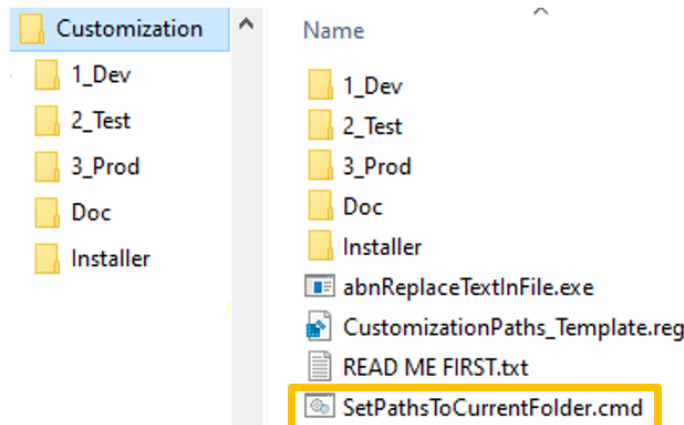 Customization
1_Dev
2_Test
3_Prod
Doc
Installer
Name
1_Dev
2_Test
3_Prod
Doc
Installer
abnReplaceTextInFile.exe
CustomizationPaths_Template.reg
READ ME FIRST.txt
SetPathsToCurrentFolder.cmd